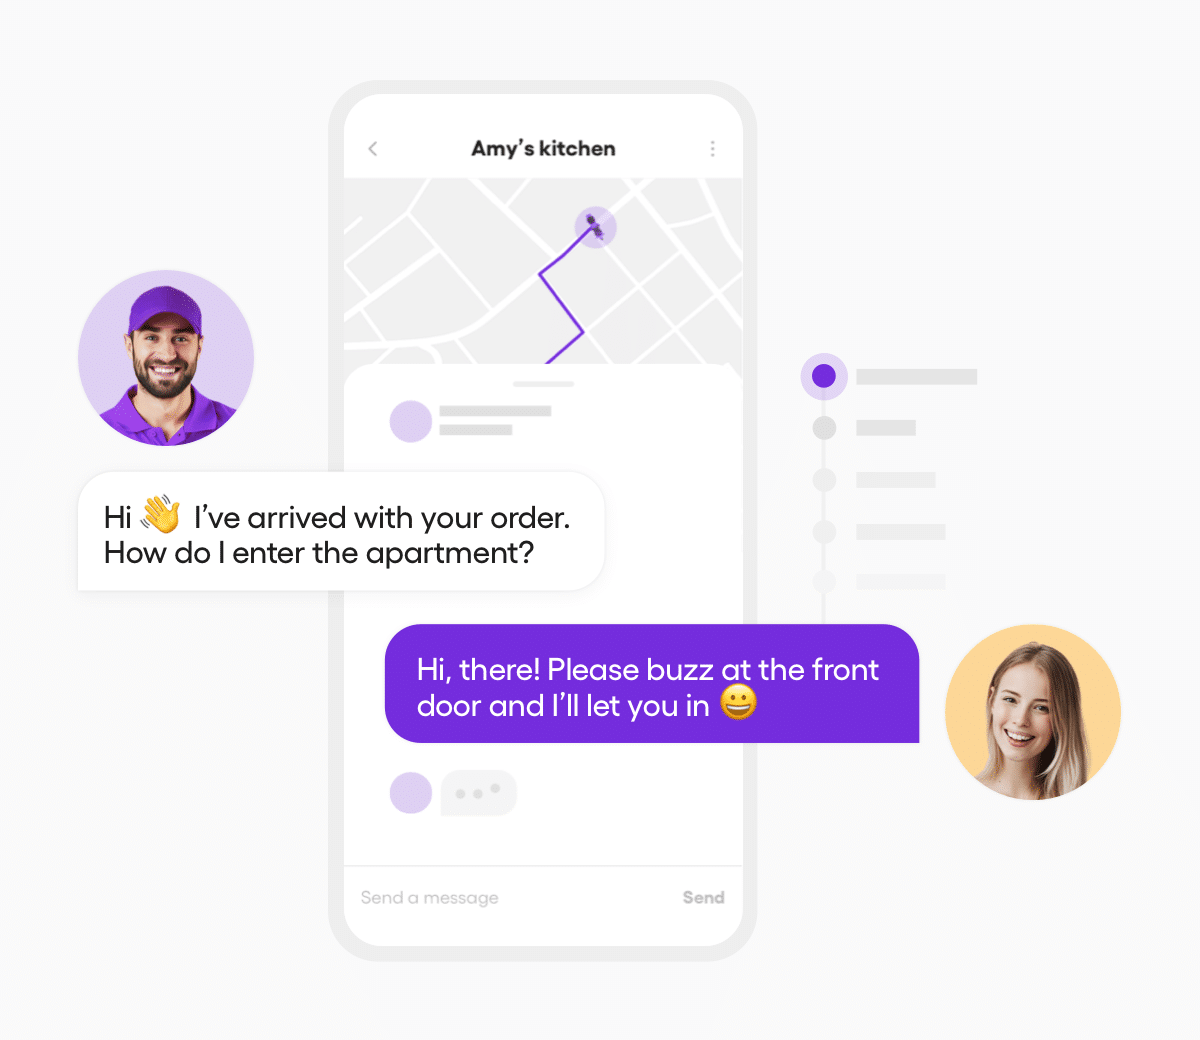 Amy’s kitchen
Hi 👋 I’ve arrived with your order.
How do I enter the apartment?
Hi, there! Please buzz at the front
door and I’ll let you in 😀
Send a message
Send